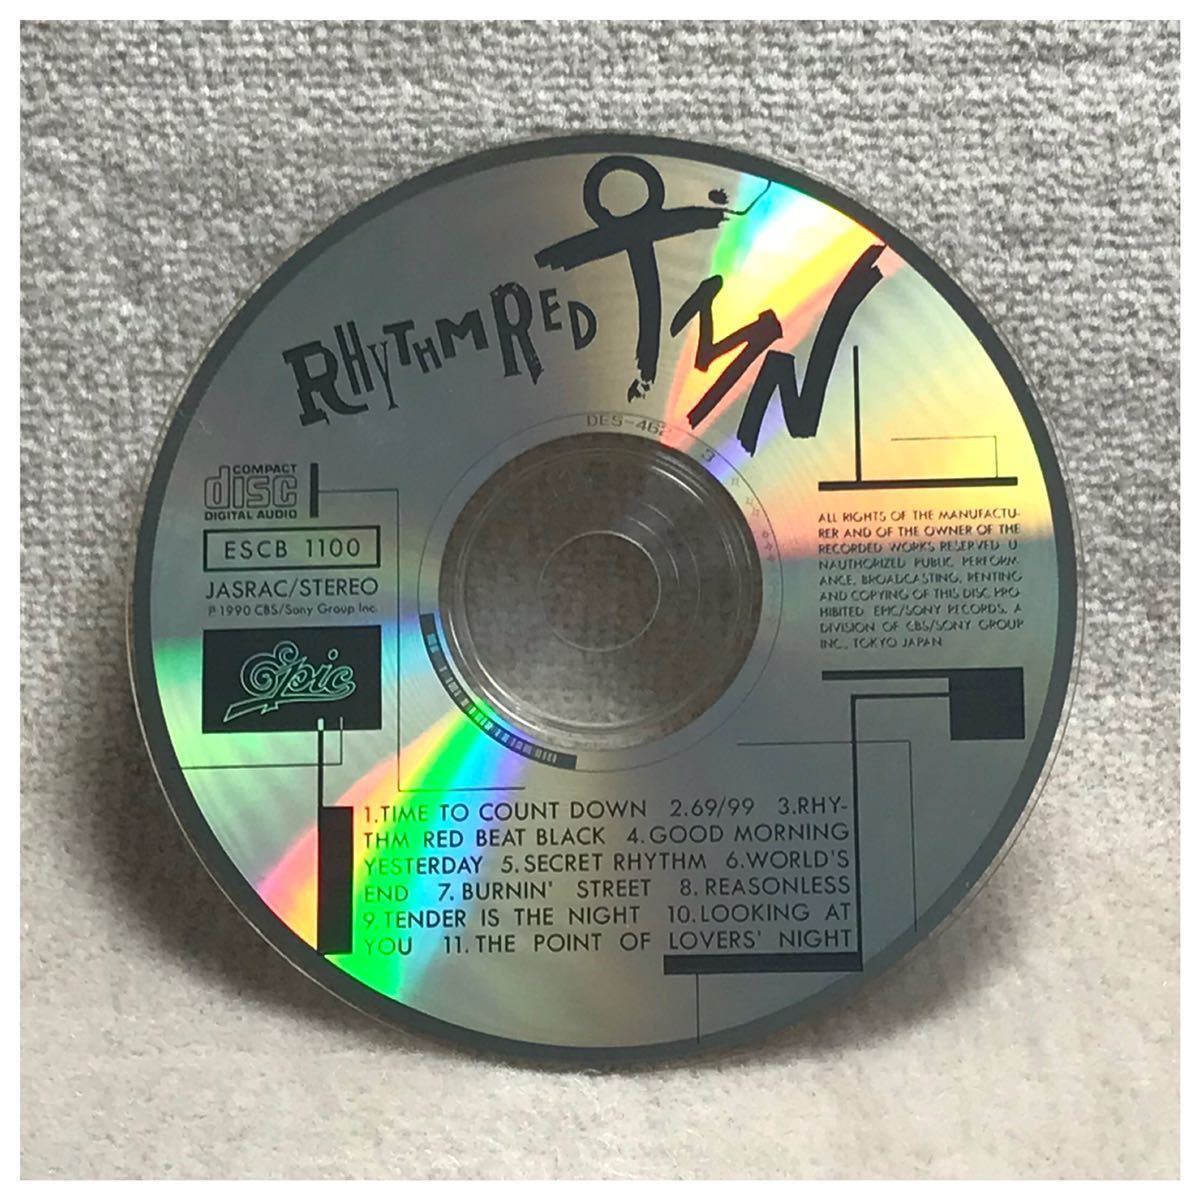 RHYTHM RED
TMN
DES-462
3
COMPACT
disc
DIGITAL AUDIO
ESCB 1100
JASRAC/STEREO
℗ 1990 CBS/Sony Group Inc.
Epic
ALL RIGHTS OF THE MANUFACTU-
RER AND OF THE OWNER OF THE
RECORDED WORKS RESERVED U-
NAUTHORIZED PUBLIC PERFORM-
ANCE, BROADCASTING, RENTING
AND COPYING OF THIS DISC PRO-
HIBITED. EPIC/SONY RECORDS, A
DIVISION OF CBS/SONY GROUP
INC., TOKYO JAPAN
1.TIME TO COUNT DOWN 2.69/99 3.RHY-
THM RED BEAT BLACK 4.GOOD MORNING
YESTERDAY 5.SECRET RHYTHM 6.WORLD'S
END 7.BURNIN' STREET 8.REASONLESS
9.TENDER IS THE NIGHT 10.LOOKING AT
YOU 11.THE POINT OF LOVERS' NIGHT